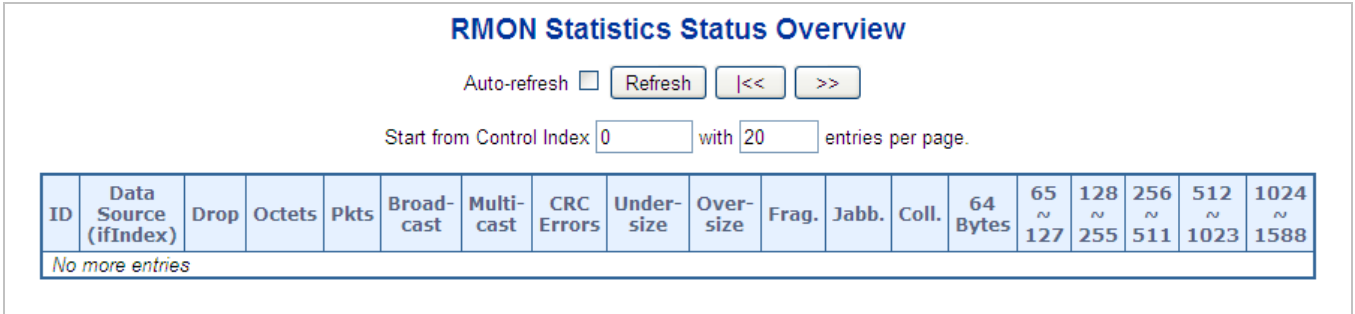 RMON Statistics Status Overview
Auto-refresh Refresh |<< >>
Start from Control Index 0 with 20 entries per page.
ID Data Source (ifIndex) Drop Octets Pkts Broad-cast Multi-cast CRC Errors Under-size Over-size Frag. Jabb. Coll. 64 Bytes 65 ~ 127 128 ~ 255 256 ~ 511 512 ~ 1023 1024 ~ 1588
No more entries